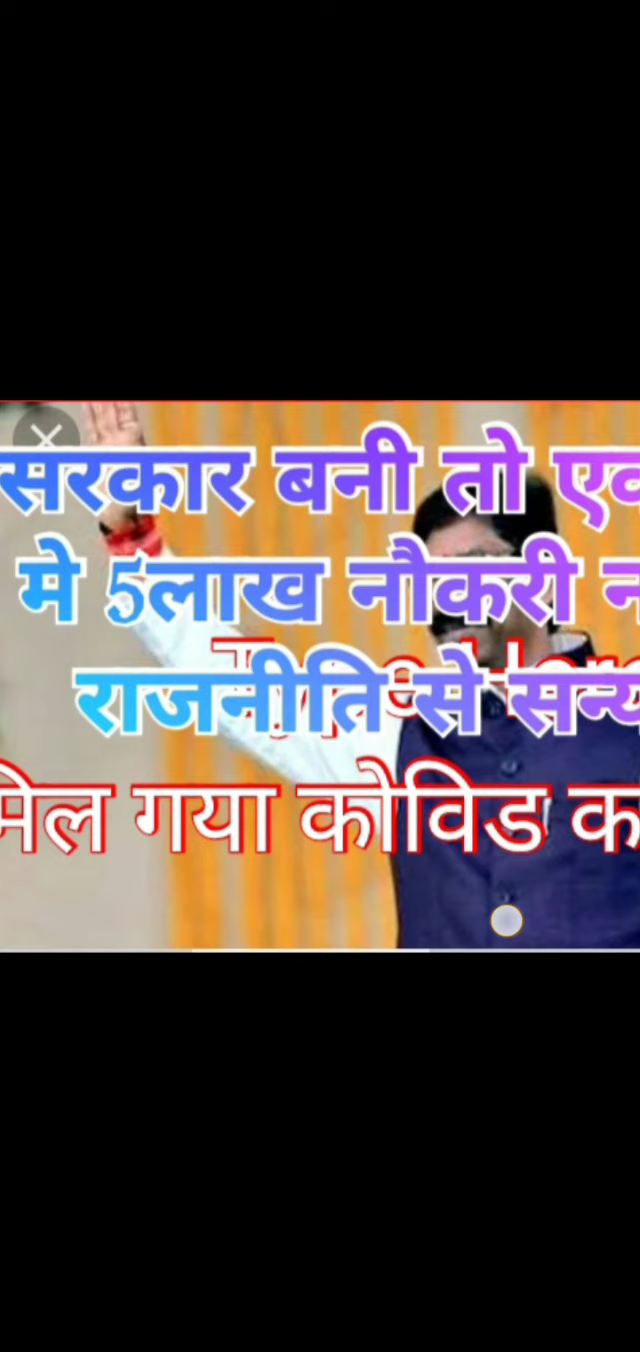 सरकार बनी तो
मे 5लाख नौकरी
राजनीति से
मिल गया कोविड